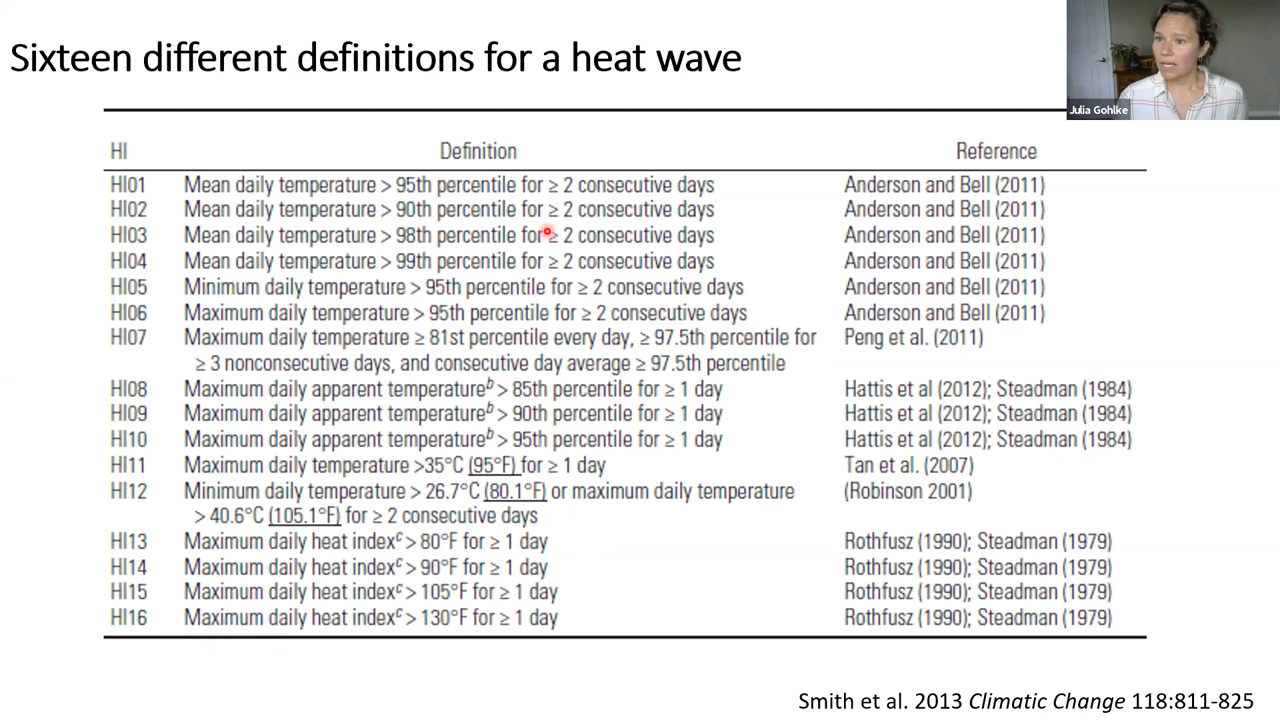 Sixteen different definitions for a heat wave
Julia Gohlke
HI Definition Reference
HI01 Mean daily temperature > 95th percentile for ≥ 2 consecutive days Anderson and Bell (2011)
HI02 Mean daily temperature > 90th percentile for ≥ 2 consecutive days Anderson and Bell (2011)
HI03 Mean daily temperature > 98th percentile for ≥ 2 consecutive days Anderson and Bell (2011)
HI04 Mean daily temperature > 99th percentile for ≥ 2 consecutive days Anderson and Bell (2011)
HI05 Minimum daily temperature > 95th percentile for ≥ 2 consecutive days Anderson and Bell (2011)
HI06 Maximum daily temperature > 95th percentile for ≥ 2 consecutive days Anderson and Bell (2011)
HI07 Maximum temperature ≥ 81st percentile every day, ≥ 97.5th percentile for Peng et al. (2011)
≥ 3 nonconsecutive days, and consecutive day average ≥ 97.5th percentile
HI08 Maximum daily apparent temperatureᵇ > 85th percentile for ≥ 1 day Hattis et al (2012); Steadman (1984)
HI09 Maximum daily apparent temperatureᵇ > 90th percentile for ≥ 1 day Hattis et al (2012); Steadman (1984)
HI10 Maximum daily apparent temperatureᵇ > 95th percentile for ≥ 1 day Hattis et al (2012); Steadman (1984)
HI11 Maximum daily temperature >35°C (95°F) for ≥ 1 day Tan et al. (2007)
HI12 Minimum daily temperature > 26.7°C (80.1°F) or maximum daily temperature (Robinson 2001)
> 40.6°C (105.1°F) for ≥ 2 consecutive days
HI13 Maximum daily heat indexᶜ > 80°F for ≥ 1 day Rothfusz (1990); Steadman (1979)
HI14 Maximum daily heat indexᶜ > 90°F for ≥ 1 day Rothfusz (1990); Steadman (1979)
HI15 Maximum daily heat indexᶜ > 105°F for ≥ 1 day Rothfusz (1990); Steadman (1979)
HI16 Maximum daily heat indexᶜ > 130°F for ≥ 1 day Rothfusz (1990); Steadman (1979)
Smith et al. 2013 Climatic Change 118:811-825